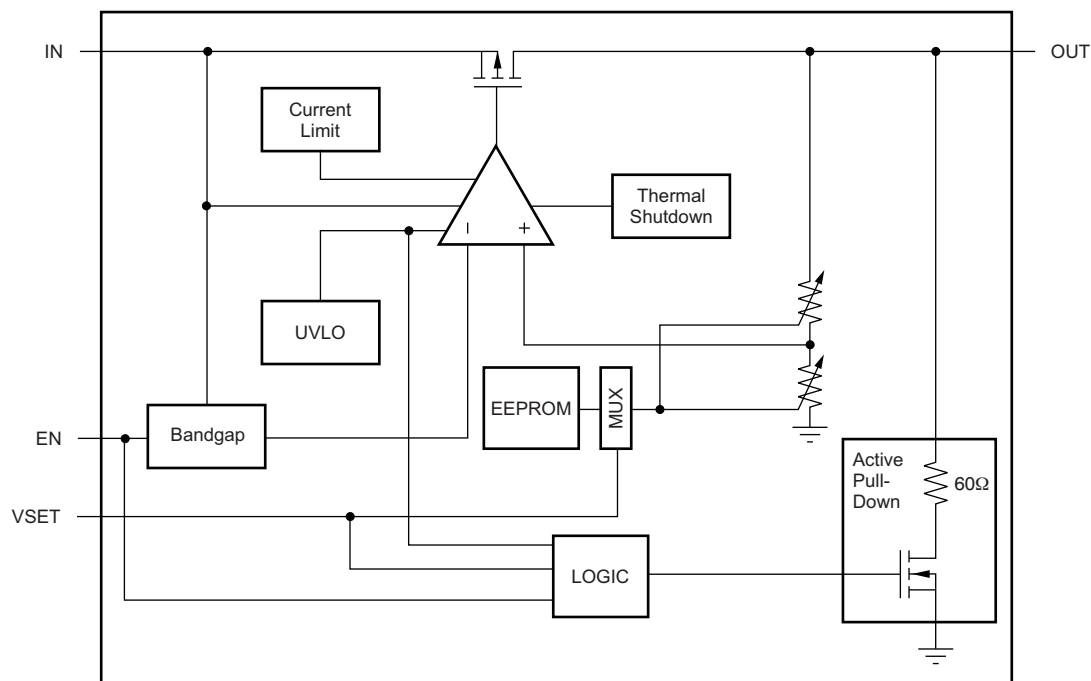 IN
OUT
Current
Limit
Thermal
Shutdown
− +
UVLO
EEPROM
MUX
EN
Bandgap
Active
Pull-
Down
60Ω
VSET
LOGIC